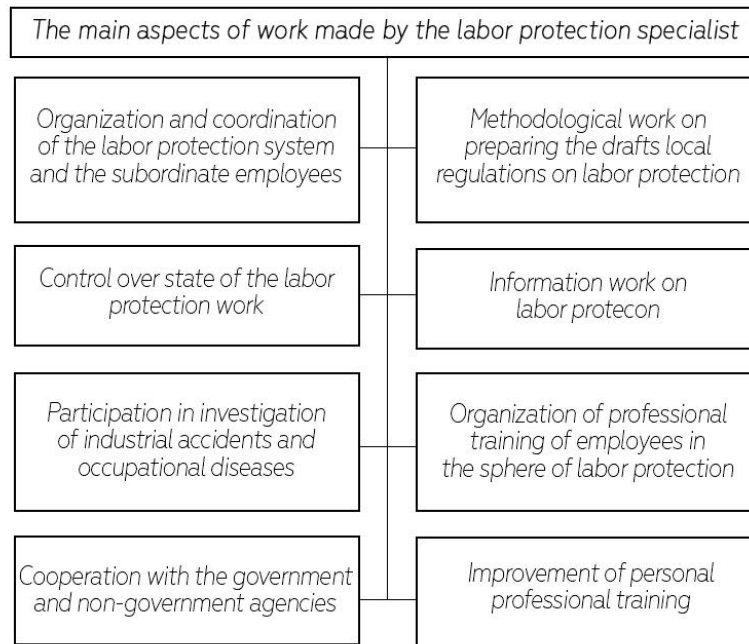 The main aspects of work made by the labor protection specialist
Organization and coordination
of the labor protection system
and the subordinate employees
Methodological work on
preparing the drafts local
regulations on labor protection
Control over state of the labor
protection work
Information work on
labor protecon
Participation in investigation
of industrial accidents and
occupational diseases
Organization of professional
training of employees in
the sphere of labor protection
Cooperation with the government
and non-government agencies
Improvement of personal
professional training